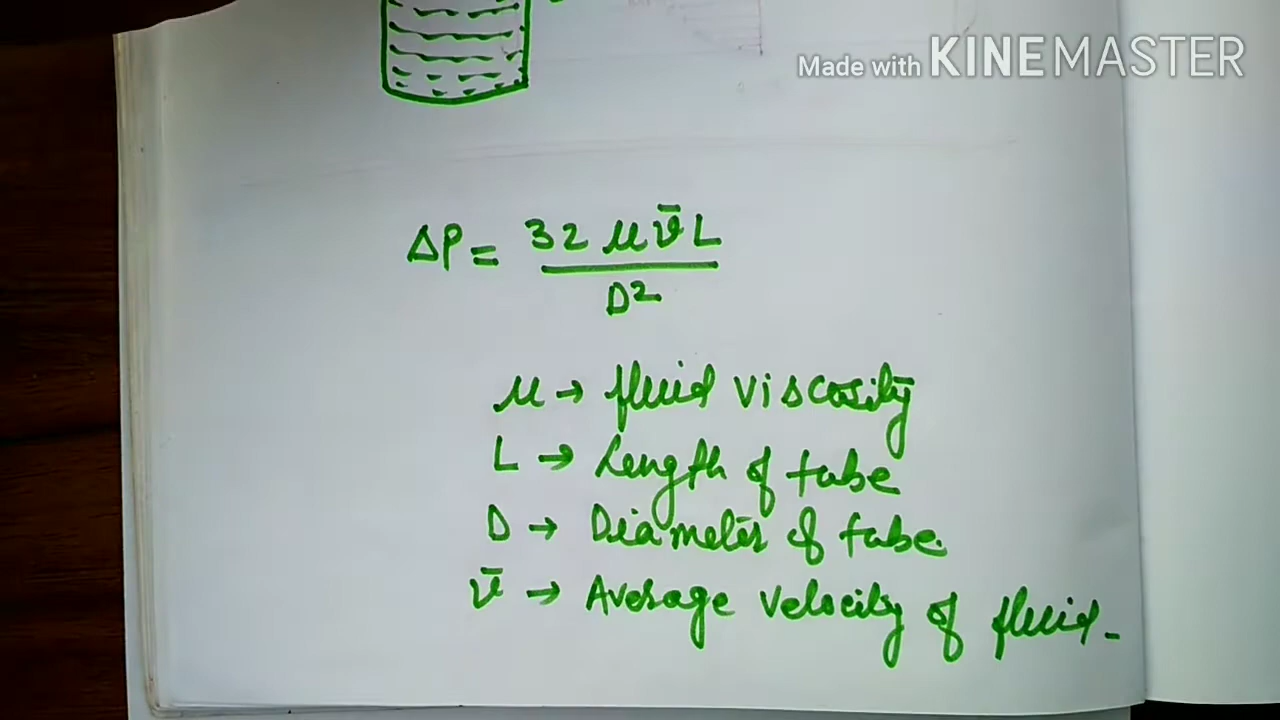 Made with KINEMASTER
ΔP = 32 μ v̄ L / D²
μ → fluid viscosity
L → Length of tube
D → Diameter of tube.
v̄ → Average velocity of fluid.